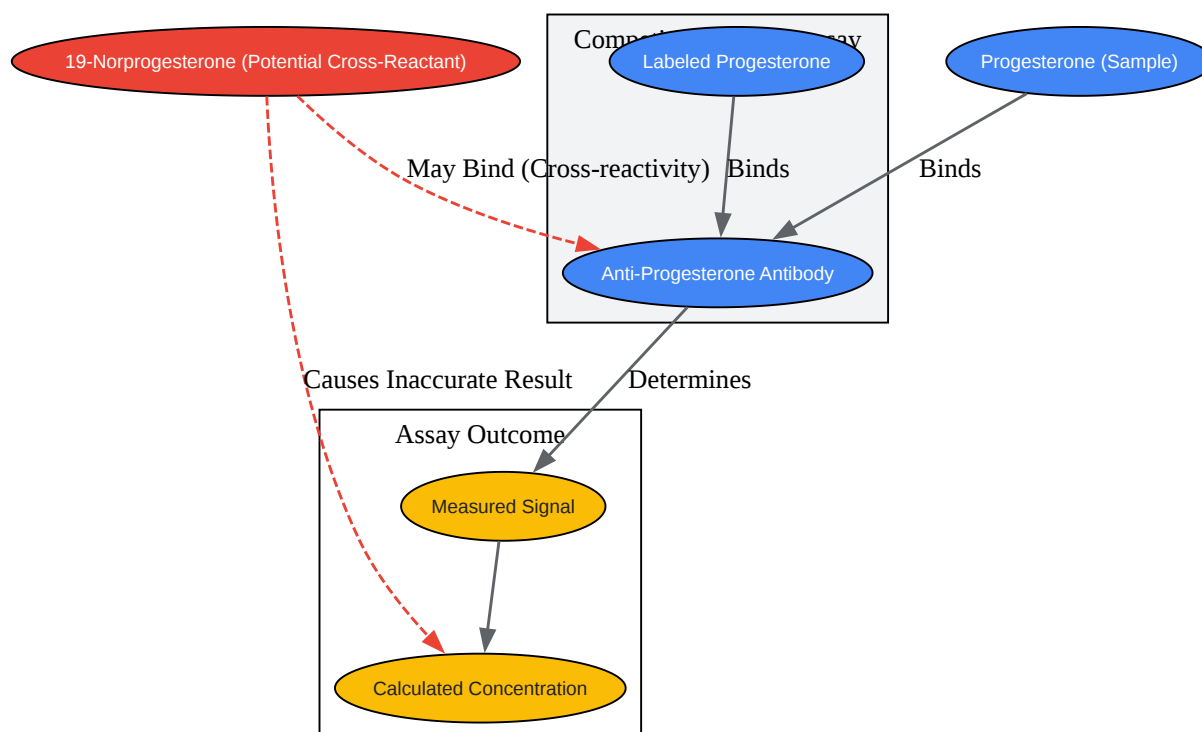 19-Norprogesterone (Potential Cross-Reactant)
Labeled Progesterone
Progesterone (Sample)
May Bind (Cross-reactivity)
Binds
Binds
Anti-Progesterone Antibody
Causes Inaccurate Result
Determines
Assay Outcome
Measured Signal
Calculated Concentration